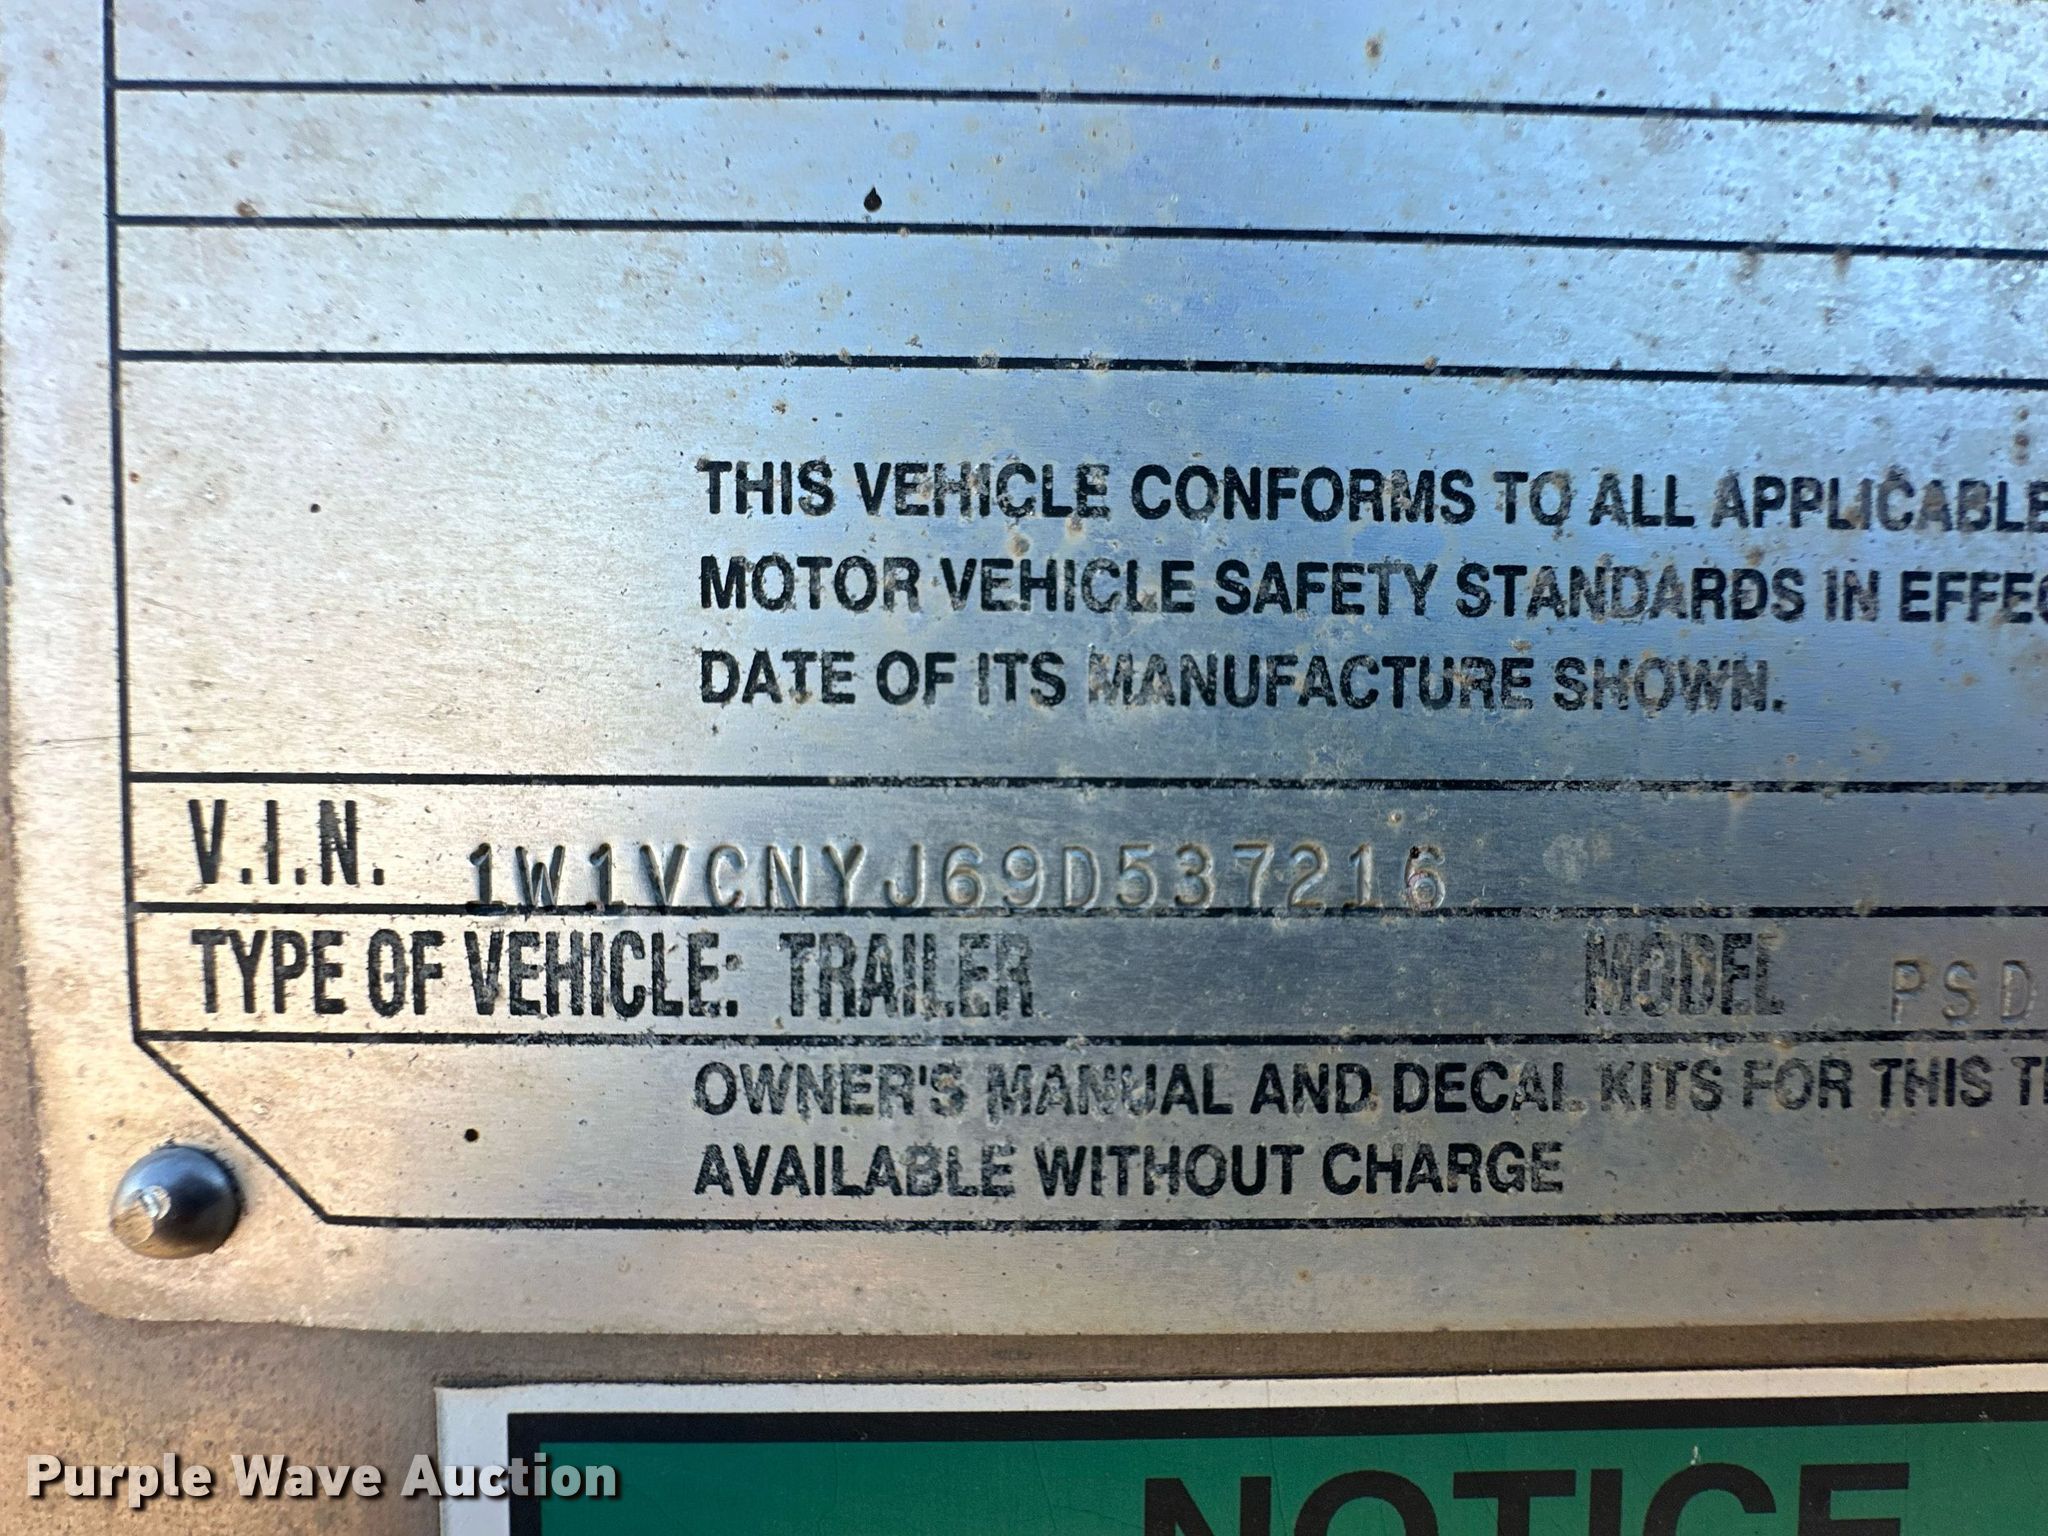 THIS VEHICLE CONFORMS TO ALL APPLICABLE
MOTOR VEHICLE SAFETY STANDARDS IN EFFEC
DATE OF ITS MANUFACTURE SHOWN.
V.I.N. 1W1VCNYJ69D537216
TYPE OF VEHICLE: TRAILER MODEL PSD
OWNER'S MANUAL AND DECAL KITS FOR THIS T
AVAILABLE WITHOUT CHARGE
NOTICE
Purple Wave Auction